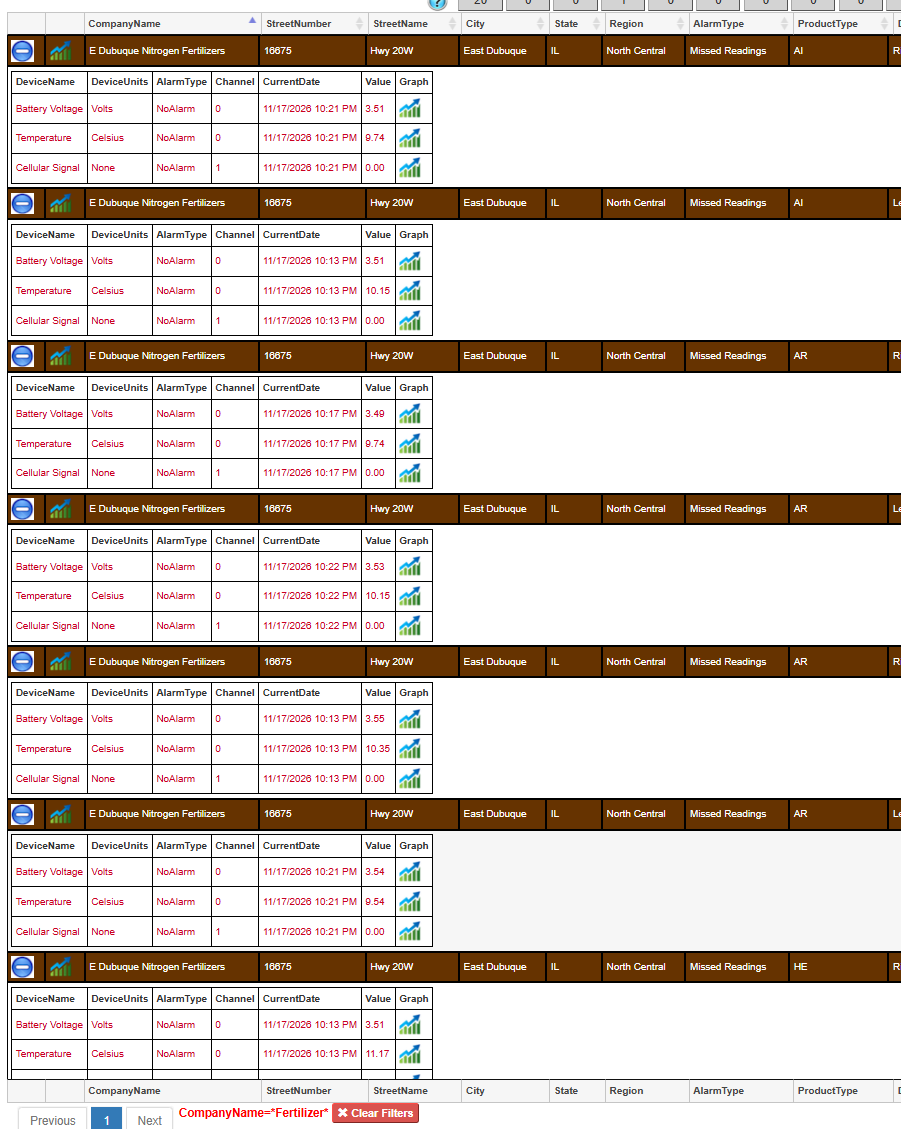 ?
20 0 0 1 0 0 0 0 0
CompanyName StreetNumber StreetName City State Region AlarmType ProductType
E Dubuque Nitrogen Fertilizers 16675 Hwy 20W East Dubuque IL North Central Missed Readings AI
DeviceName DeviceUnits AlarmType Channel CurrentDate Value Graph
Battery Voltage Volts NoAlarm 0 11/17/2026 10:21 PM 3.51
Temperature Celsius NoAlarm 0 11/17/2026 10:21 PM 9.74
Cellular Signal None NoAlarm 1 11/17/2026 10:21 PM 0.00
E Dubuque Nitrogen Fertilizers 16675 Hwy 20W East Dubuque IL North Central Missed Readings AI
DeviceName DeviceUnits AlarmType Channel CurrentDate Value Graph
Battery Voltage Volts NoAlarm 0 11/17/2026 10:13 PM 3.51
Temperature Celsius NoAlarm 0 11/17/2026 10:13 PM 10.15
Cellular Signal None NoAlarm 1 11/17/2026 10:13 PM 0.00
E Dubuque Nitrogen Fertilizers 16675 Hwy 20W East Dubuque IL North Central Missed Readings AR
DeviceName DeviceUnits AlarmType Channel CurrentDate Value Graph
Battery Voltage Volts NoAlarm 0 11/17/2026 10:17 PM 3.49
Temperature Celsius NoAlarm 0 11/17/2026 10:17 PM 9.74
Cellular Signal None NoAlarm 1 11/17/2026 10:17 PM 0.00
E Dubuque Nitrogen Fertilizers 16675 Hwy 20W East Dubuque IL North Central Missed Readings AR
DeviceName DeviceUnits AlarmType Channel CurrentDate Value Graph
Battery Voltage Volts NoAlarm 0 11/17/2026 10:22 PM 3.53
Temperature Celsius NoAlarm 0 11/17/2026 10:22 PM 10.15
Cellular Signal None NoAlarm 1 11/17/2026 10:22 PM 0.00
E Dubuque Nitrogen Fertilizers 16675 Hwy 20W East Dubuque IL North Central Missed Readings AR
DeviceName DeviceUnits AlarmType Channel CurrentDate Value Graph
Battery Voltage Volts NoAlarm 0 11/17/2026 10:13 PM 3.55
Temperature Celsius NoAlarm 0 11/17/2026 10:13 PM 10.35
Cellular Signal None NoAlarm 1 11/17/2026 10:13 PM 0.00
E Dubuque Nitrogen Fertilizers 16675 Hwy 20W East Dubuque IL North Central Missed Readings AR
DeviceName DeviceUnits AlarmType Channel CurrentDate Value Graph
Battery Voltage Volts NoAlarm 0 11/17/2026 10:21 PM 3.54
Temperature Celsius NoAlarm 0 11/17/2026 10:21 PM 9.54
Cellular Signal None NoAlarm 1 11/17/2026 10:21 PM 0.00
E Dubuque Nitrogen Fertilizers 16675 Hwy 20W East Dubuque IL North Central Missed Readings HE
DeviceName DeviceUnits AlarmType Channel CurrentDate Value Graph
Battery Voltage Volts NoAlarm 0 11/17/2026 10:13 PM 3.51
Temperature Celsius NoAlarm 0 11/17/2026 10:13 PM 11.17
CompanyName StreetNumber StreetName City State Region AlarmType ProductType
Previous 1 Next CompanyName=*Fertilizer* ✖ Clear Filters